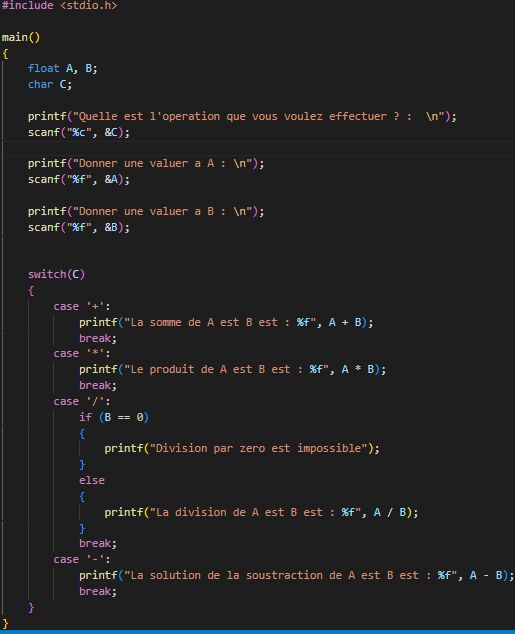 #include <stdio.h>
main()
{
float A, B;
char C;
printf("Quelle est l'operation que vous voulez effectuer ? :  \n");
scanf("%c", &C);
printf("Donner une valuer a A : \n");
scanf("%f", &A);
printf("Donner une valuer a B : \n");
scanf("%f", &B);
switch(C)
{
case '+':
printf("La somme de A est B est : %f", A + B);
break;
case '*':
printf("Le produit de A est B est : %f", A * B);
break;
case '/':
if (B == 0)
{
printf("Division par zero est impossible");
}
else
{
printf("La division de A est B est : %f", A / B);
}
break;
case '-':
printf("La solution de la soustraction de A est B est : %f", A - B);
break;
}
}